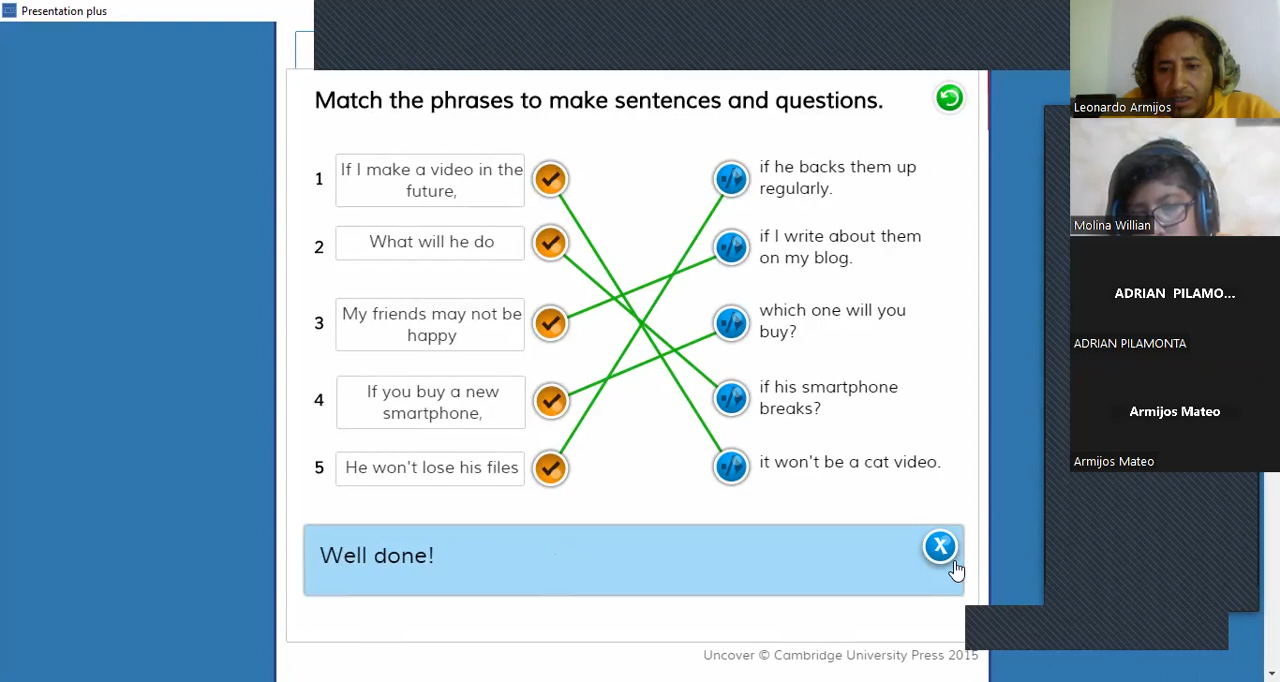 Presentation plus
Match the phrases to make sentences and questions.
1
If I make a video in the
future,
if he backs them up
regularly.
2
What will he do
if I write about them
on my blog.
3
My friends may not be
happy
which one will you
buy?
4
If you buy a new
smartphone,
if his smartphone
breaks?
5
He won't lose his files
it won't be a cat video.
Well done!
X
Uncover © Cambridge University Press 2015
Leonardo Armijos
Molina Willian
ADRIAN PILAMO...
ADRIAN PILAMONTA
Armijos Mateo
Armijos Mateo